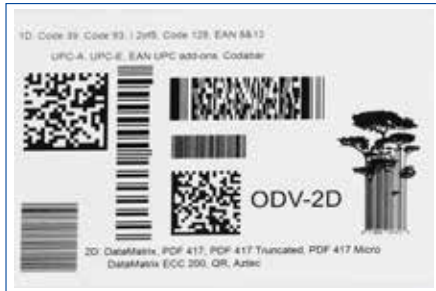 1D: Code 39, Code 93, I 2of5, Code 128, EAN 8&13
UPC-A, UPC-E, EAN UPC add-ons, Codabar
ODV-2D
2D: DataMatrix, PDF 417, PDF 417 Truncated, PDF 417 Micro
DataMatrix ECC 200, QR, Aztec